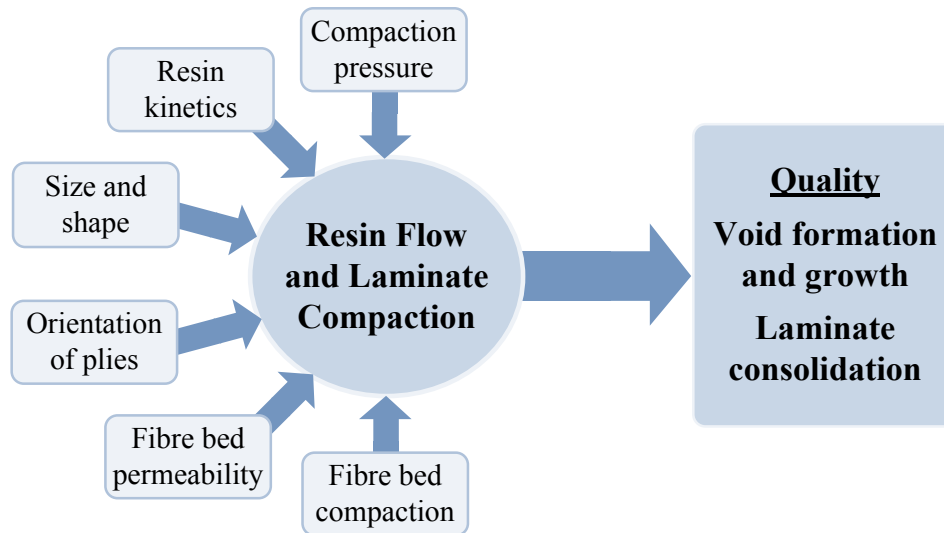 Compaction
pressure
Resin
kinetics
Size and
shape
Orientation
of plies
Fibre bed
permeability
Fibre bed
compaction
Resin Flow
and Laminate
Compaction
Quality
Void formation
and growth
Laminate
consolidation